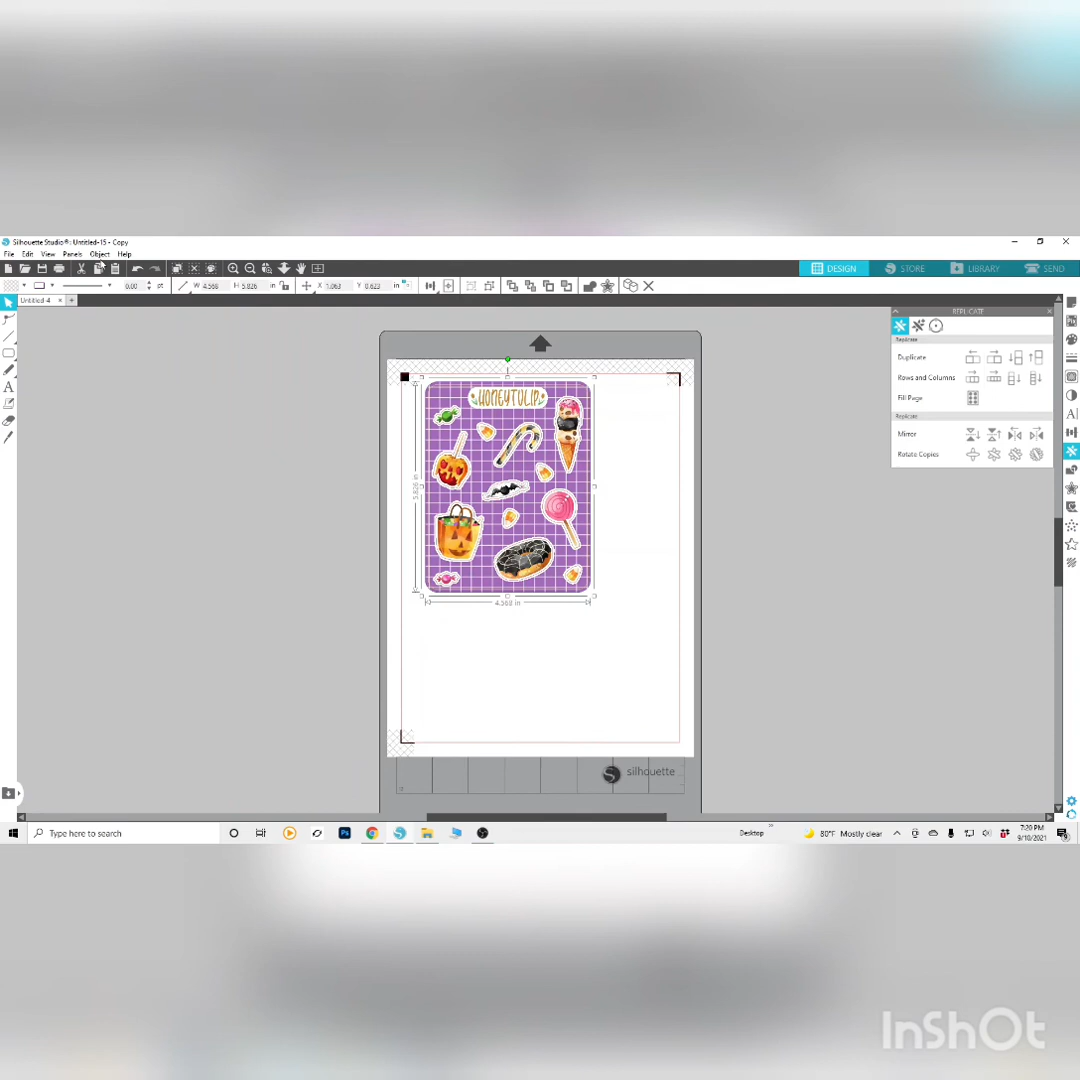 Silhouette Studio®: Untitled-15 - Copy
File Edit View Panels Object Help
DESIGN STORE LIBRARY SEND
0.00 pt W 4.568 H 5.826 in X 1.063 Y 0.623 in
Untitled 4 × +
REPLICATE
Replicate
Duplicate
Rows and Columns
Fill Page
Replicate
Mirror
Rotate Copies
HONEYTULIP
5.826 in
4.568 in
silhouette
Type here to search
Desktop
80°F Mostly clear
7:20 PM
9/10/2021
InShOt